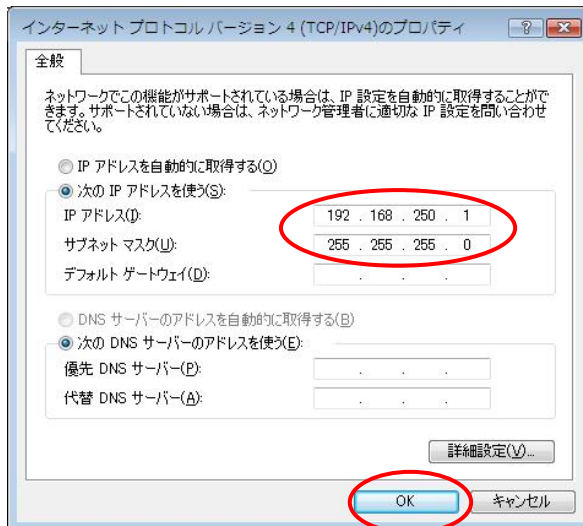 インターネット プロトコル バージョン 4 (TCP/IPv4)のプロパティ
全般
ネットワークでこの機能がサポートされている場合は、IP 設定を自動的に取得することがで
きます。サポートされていない場合は、ネットワーク管理者に適切な IP 設定を問い合わせ
てください。
IP アドレスを自動的に取得する(O)
次の IP アドレスを使う(S):
IP アドレス(I): 192 . 168 . 250 . 1
サブネット マスク(U): 255 . 255 . 255 . 0
デフォルト ゲートウェイ(D): . . .
DNS サーバーのアドレスを自動的に取得する(B)
次の DNS サーバーのアドレスを使う(E):
優先 DNS サーバー(P): . . .
代替 DNS サーバー(A): . . .
詳細設定(V)...
OK キャンセル